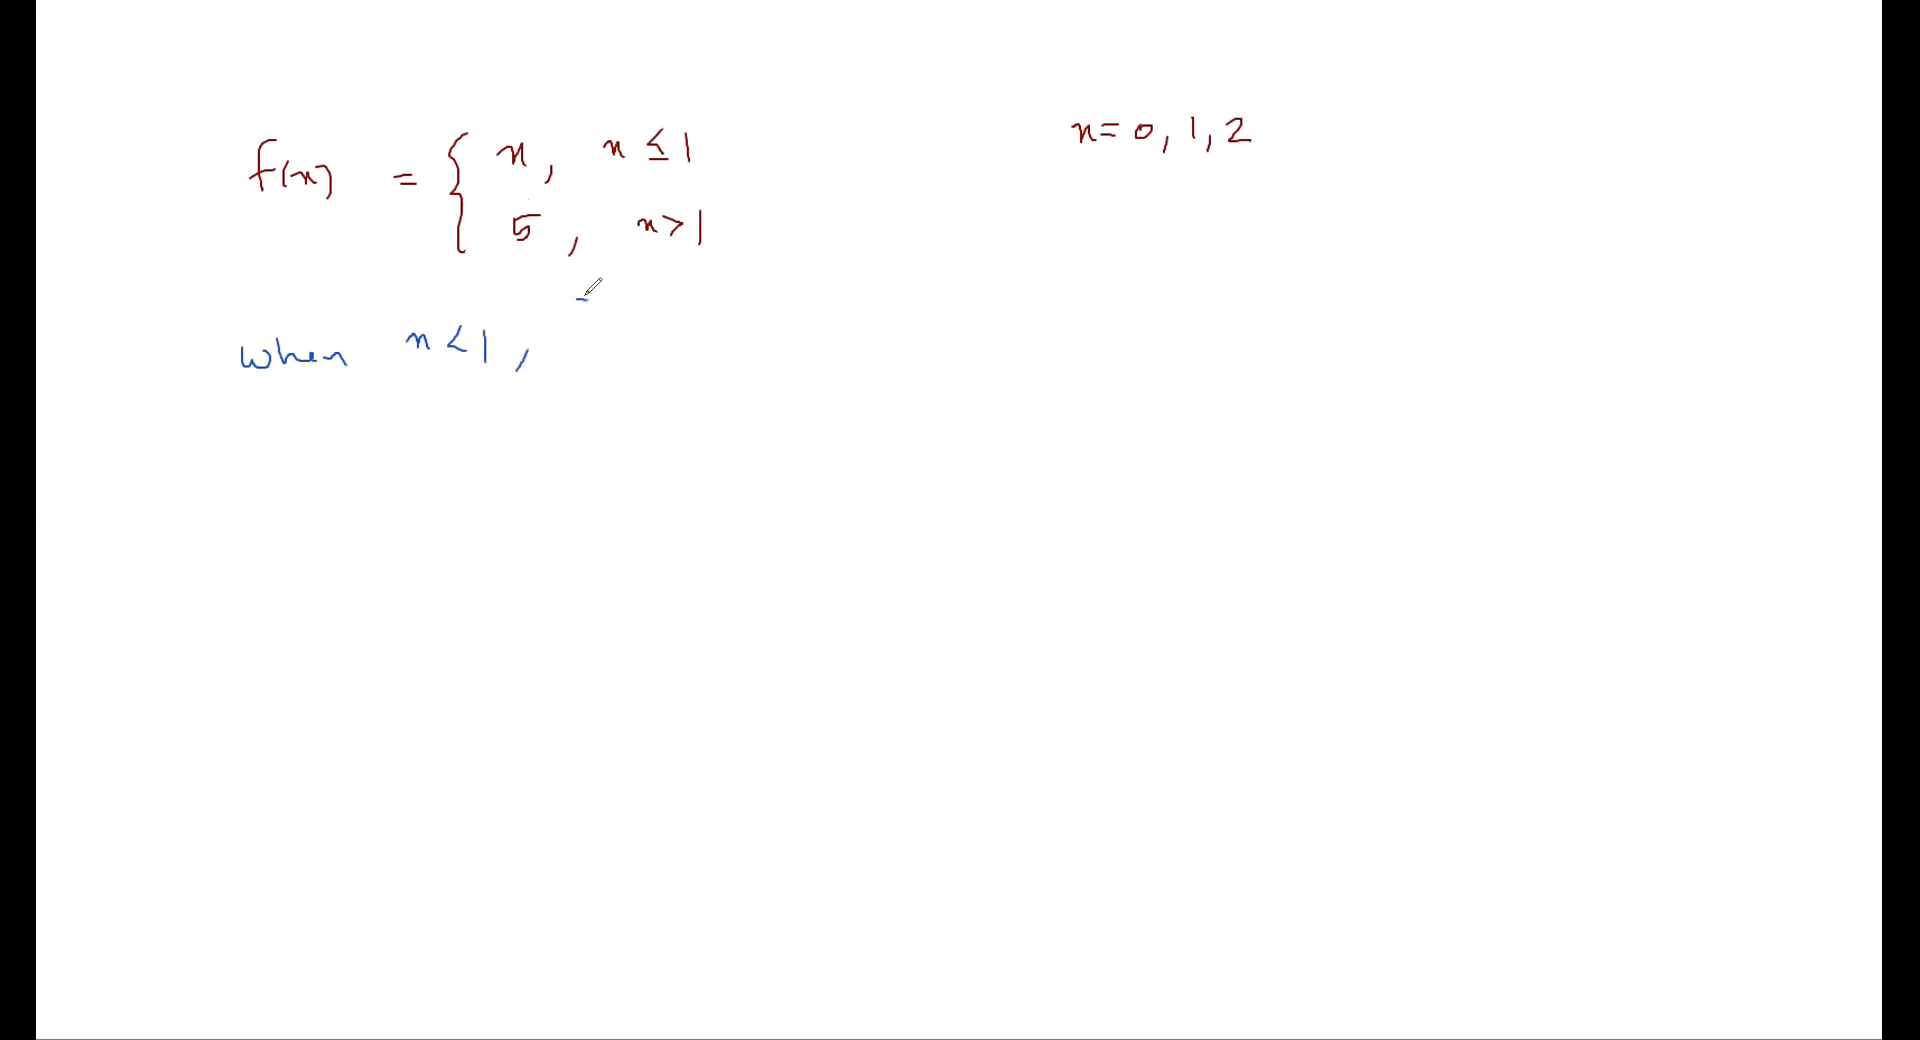 f(x) = { x, x ≤ 1
5, x > 1
x = 0, 1, 2
when x < 1,